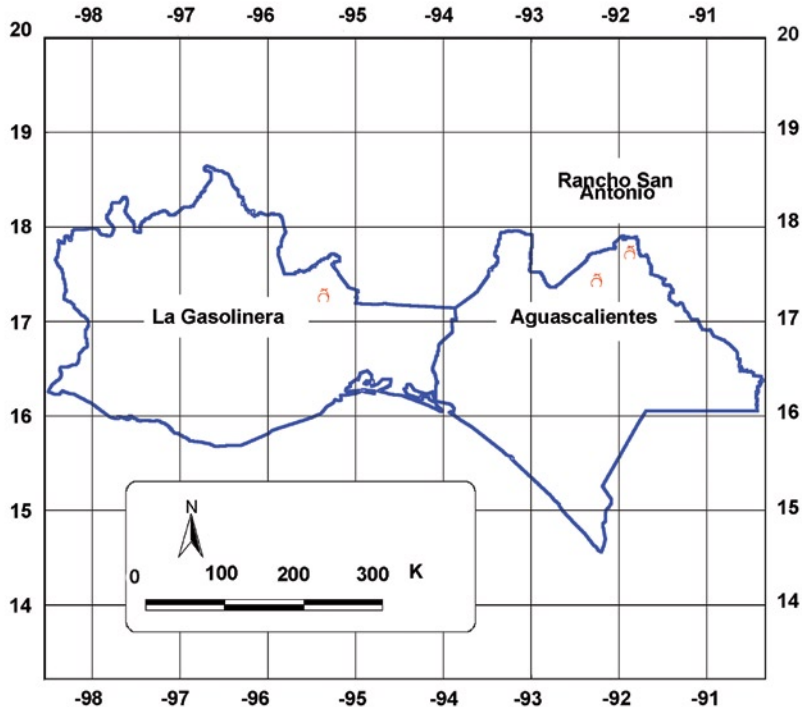 -98 -97 -96 -95 -94 -93 -92 -91
20 20
19 19
Rancho San
Antonio
18 18
La Gasolinera Aguascalientes
17 17
16 16
15 15
N
0 100 200 300 K
14 14
-98 -97 -96 -95 -94 -93 -92 -91